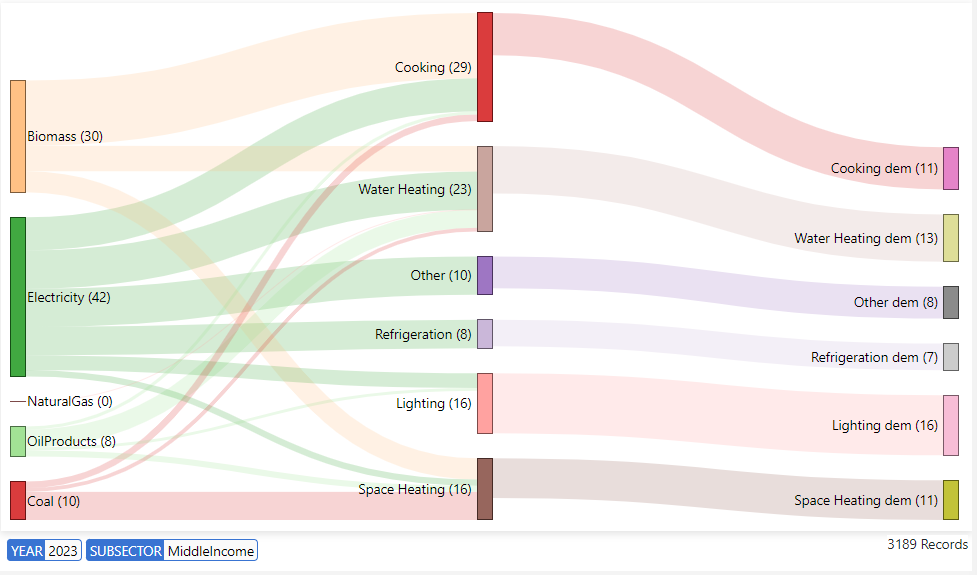 Cooking (29)
Biomass (30)
Cooking dem (11)
Water Heating (23)
Water Heating dem (13)
Other (10)
Electricity (42)
Other dem (8)
Refrigeration (8)
Refrigeration dem (7)
NaturalGas (0)
Lighting (16)
Lighting dem (16)
OilProducts (8)
Space Heating (16)
Coal (10)
Space Heating dem (11)
3189 Records
YEAR 2023 SUBSECTOR MiddleIncome